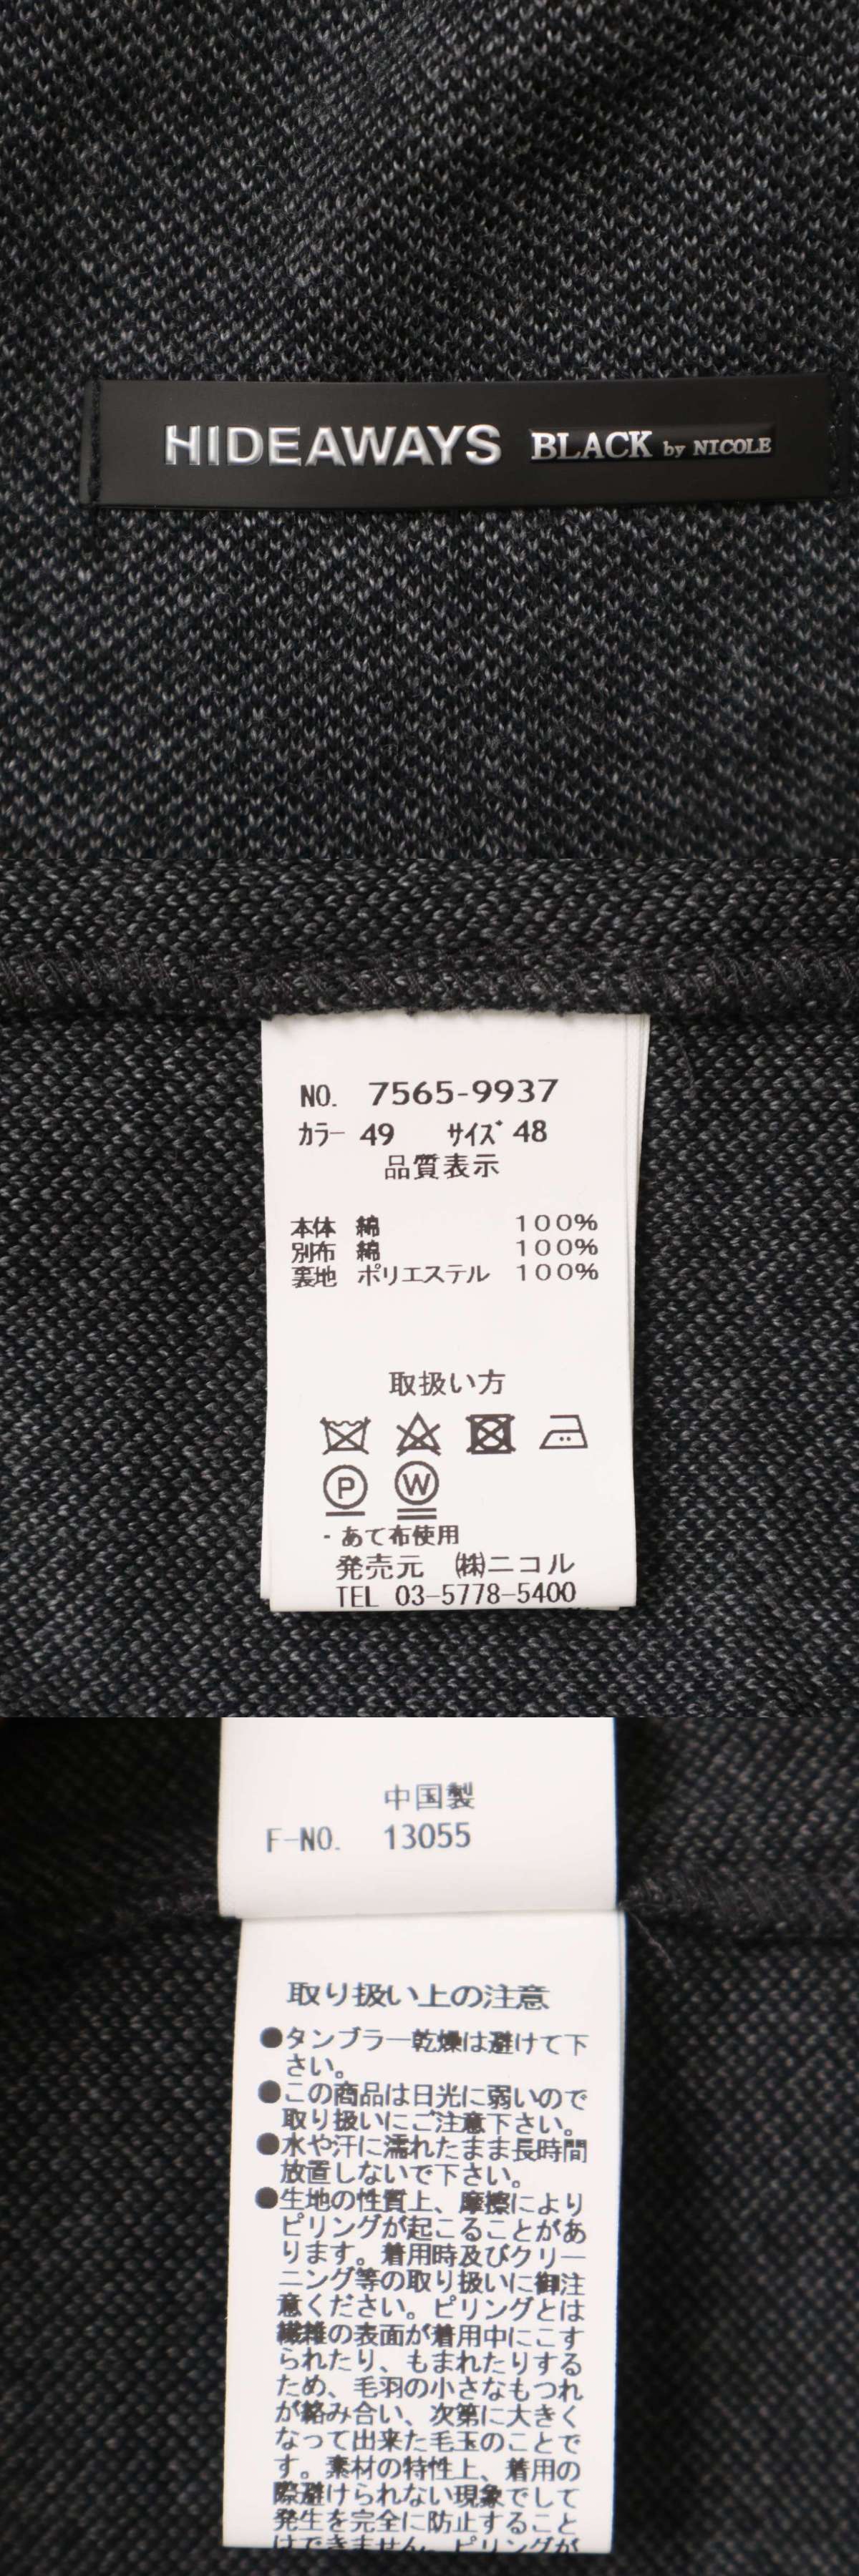 HIDEAWAYS BLACK by NICOLE
NO. 7565-9937
カラー 49 サイズ 48
品質表示
本体 綿 100%
別布 綿 100%
裏地 ポリエステル 100%
取扱い方
P W
・あて布使用
発売元 ㈱ニコル
TEL 03-5778-5400
中国製
F-NO. 13055
取り扱い上の注意
●タンブラー乾燥は避けて下
さい。
●この商品は日光に弱いので
取り扱いにご注意下さい。
●水や汗に濡れたまま長時間
放置しないで下さい。
●生地の性質上、摩擦により
ピリングが起こることがあ
ります。着用時及びクリー
ニング等の取り扱いに御注
意ください。ピリングとは
繊維の表面が着用中にこす
られたり、もまれたりする
ため、毛羽の小さなもつれ
が絡み合い、次第に大きく
なって出来た毛玉のことで
す。素材の特性上、着用の
際避けられない現象でして
発生を完全に防止すること
はできません。ピリングが